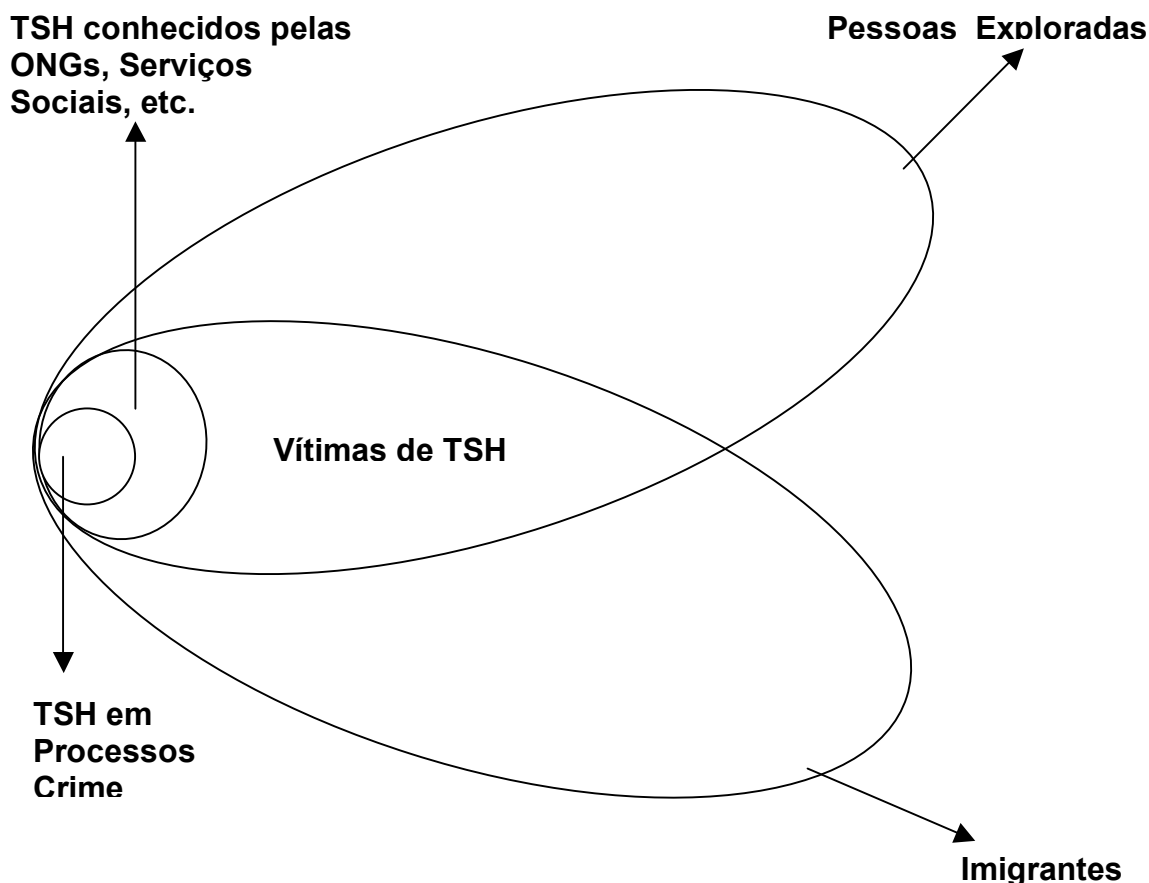 TSH conhecidos pelas
ONGs, Serviços
Sociais, etc.
Pessoas Exploradas
Vítimas de TSH
TSH em
Processos
Crime
Imigrantes